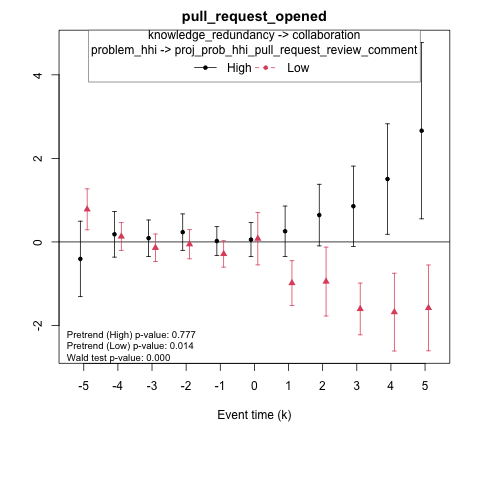 pull_request_opened
knowledge_redundancy -> collaboration
problem_hhi -> proj_prob_hhi_pull_request_review_comment
High Low
4
2
0
-2
Pretrend (High) p-value: 0.777
Pretrend (Low) p-value: 0.014
Wald test p-value: 0.000
-5 -4 -3 -2 -1 0 1 2 3 4 5
Event time (k)